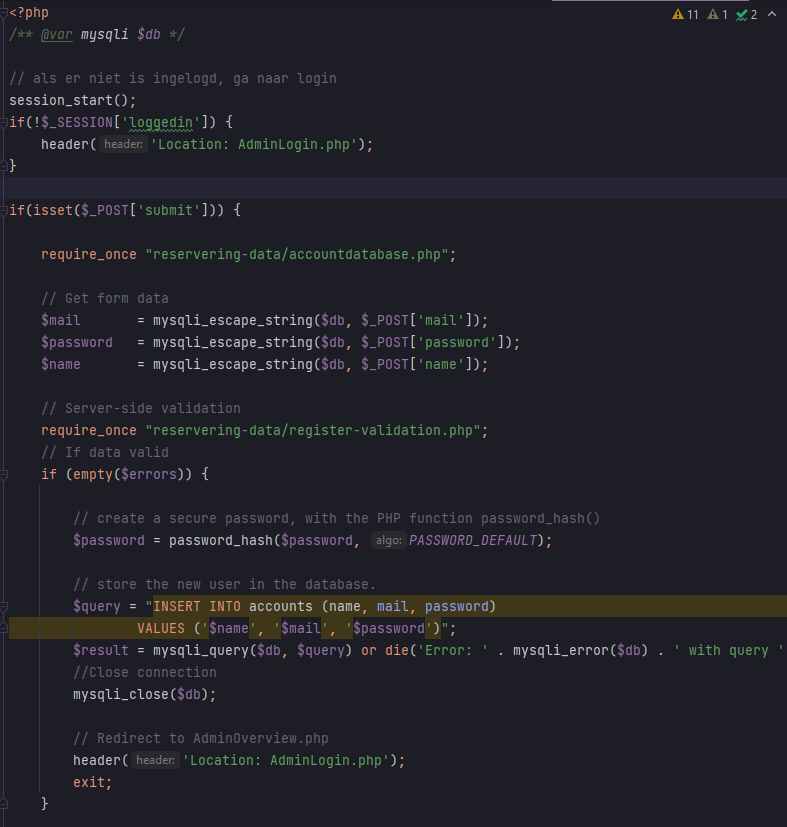 <?php
11 1 2
/** @var mysqli $db */
// als er niet is ingelogd, ga naar login
session_start();
if(!$_SESSION['loggedin']) {
    header( header: 'Location: AdminLogin.php');
}
if(isset($_POST['submit'])) {
    require_once "reservering-data/accountdatabase.php";
    // Get form data
    $mail       = mysqli_escape_string($db, $_POST['mail']);
    $password   = mysqli_escape_string($db, $_POST['password']);
    $name       = mysqli_escape_string($db, $_POST['name']);
    // Server-side validation
    require_once "reservering-data/register-validation.php";
    // If data valid
    if (empty($errors)) {
        // create a secure password, with the PHP function password_hash()
        $password = password_hash($password, algo: PASSWORD_DEFAULT);
        // store the new user in the database.
        $query = "INSERT INTO accounts (name, mail, password)
                VALUES ('$name', '$mail', '$password')";
        $result = mysqli_query($db, $query) or die('Error: ' . mysqli_error($db) . ' with query '
        //Close connection
        mysqli_close($db);
        // Redirect to AdminOverview.php
        header( header: 'Location: AdminLogin.php');
        exit;
    }